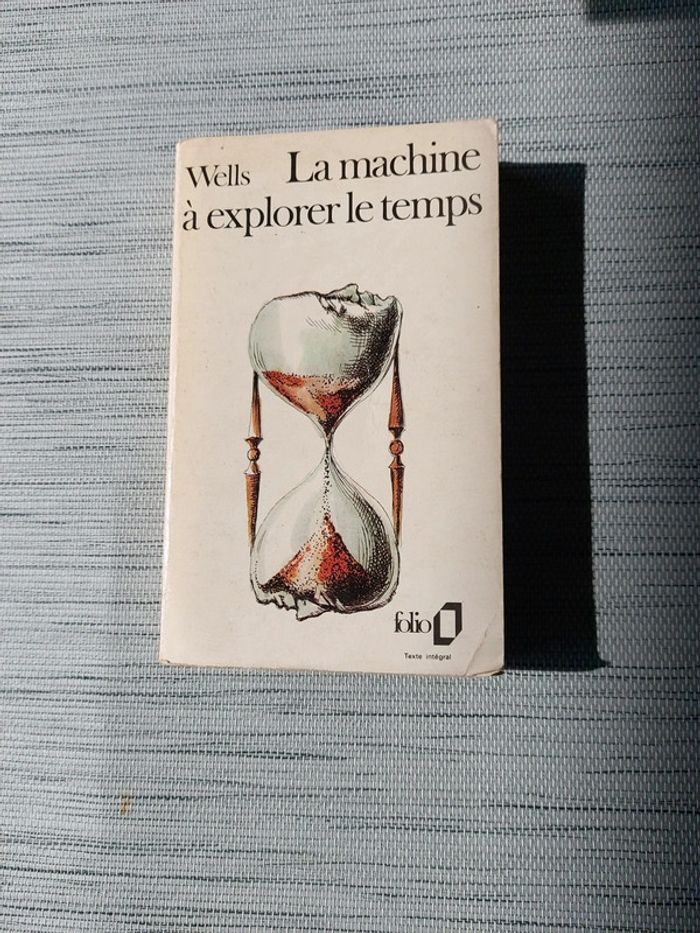 Wells La machine
à explorer le temps
folio
Texte intégral